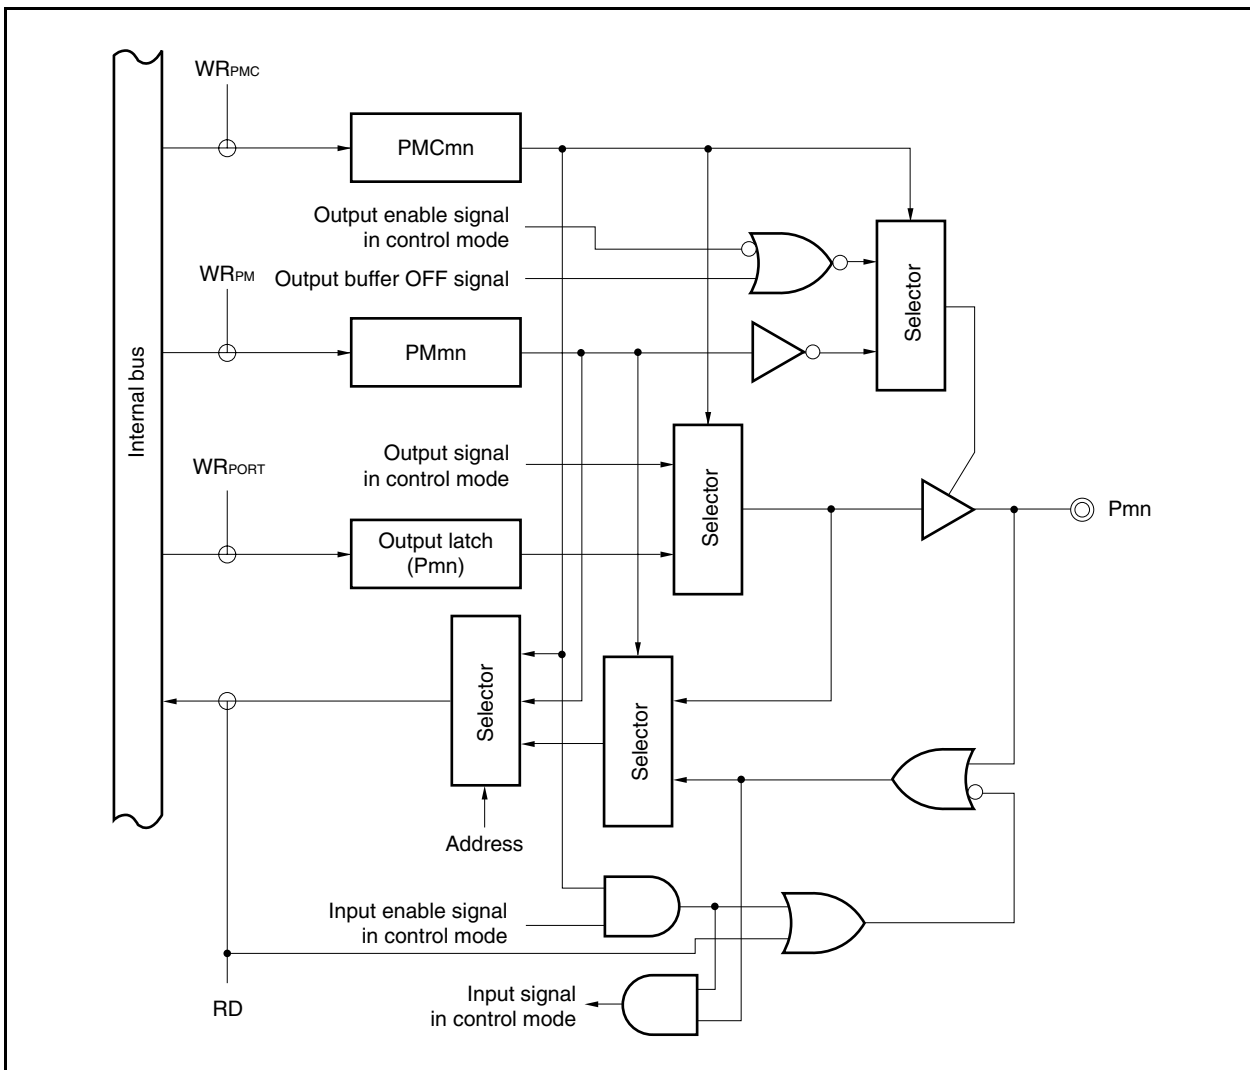 WRPMC
PMCmn
Output enable signal
in control mode
Output buffer OFF signal
Selector
WRPM
PMmn
Internal bus
Output signal
in control mode
Selector
WRPORT
Output latch
(Pmn)
Pmn
Selector
Selector
Address
Input enable signal
in control mode
RD
Input signal
in control mode